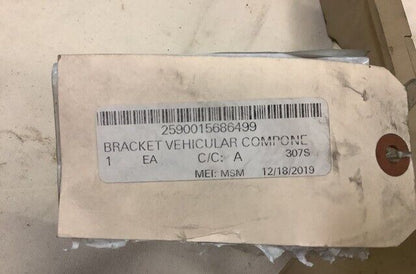 2590015686499
BRACKET VEHICULAR COMPONE
1 EA C/C: A 307S
MEI: MSM 12/18/2019